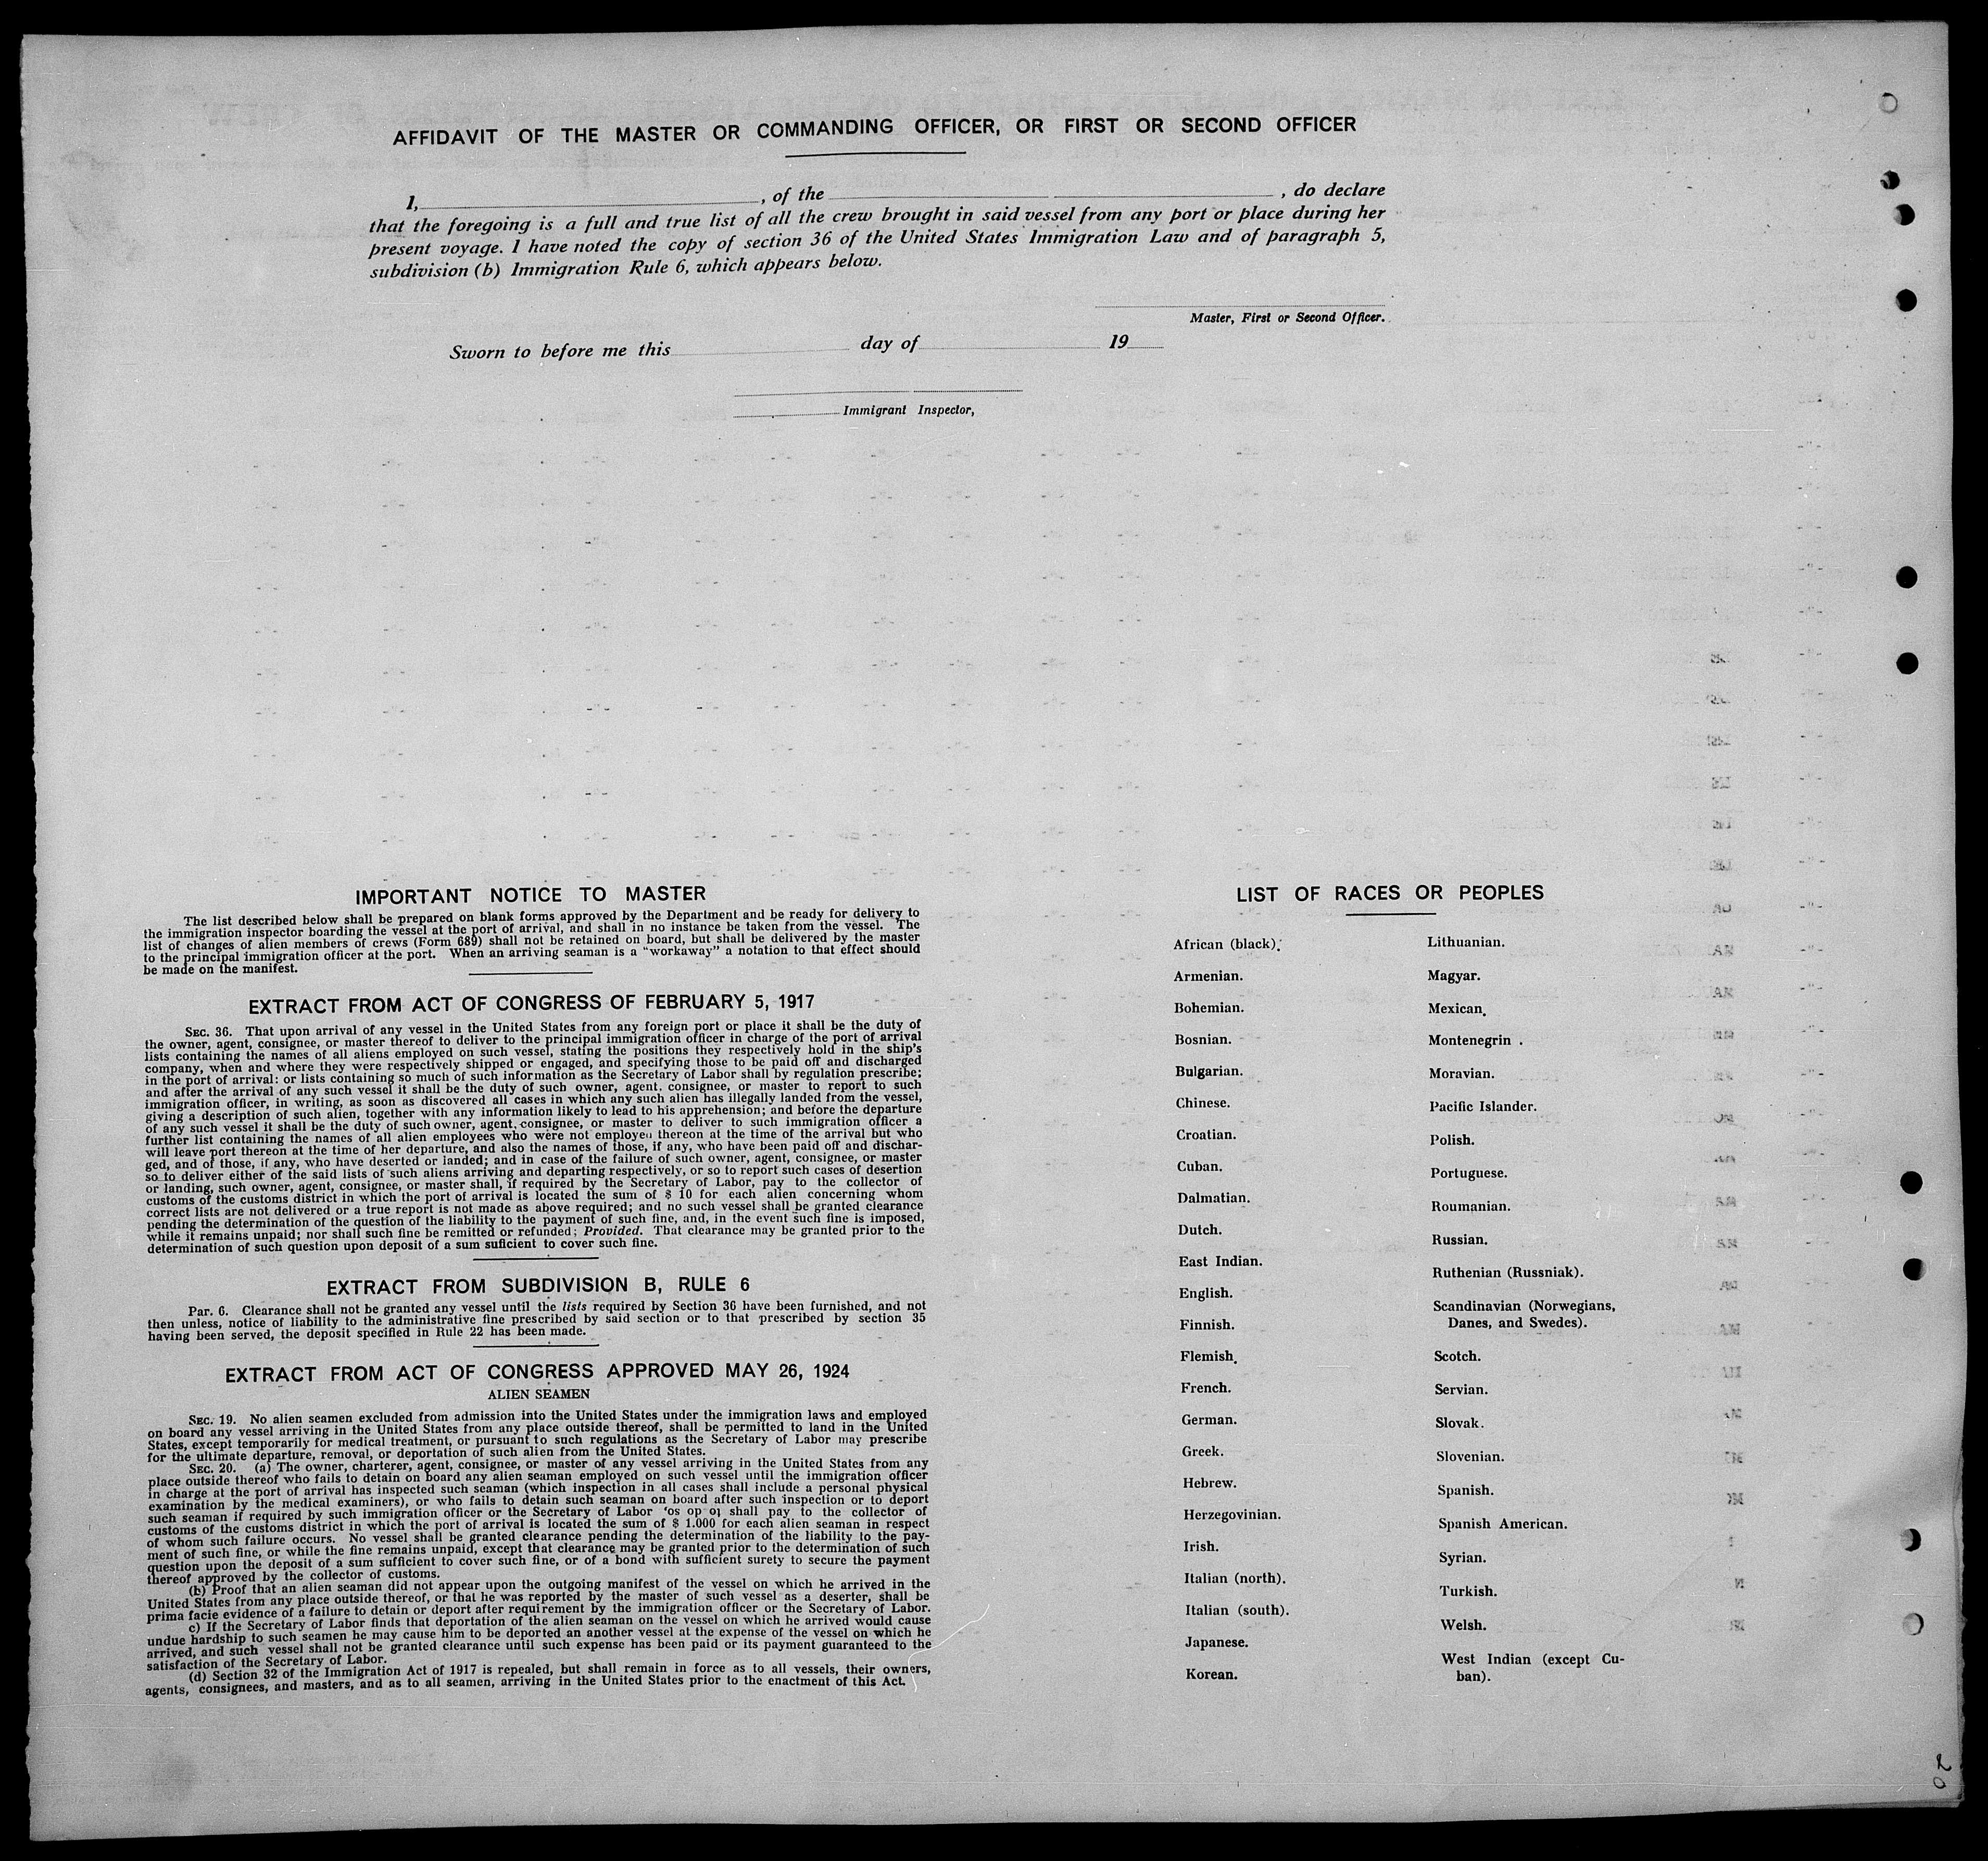 AFFIDAVIT OF THE MASTER OR COMMANDING OFFICER, OR FIRST OR SECOND OFFICER
I, , of the , do declare
that the foregoing is a full and true list of all the crew brought in said vessel from any port or place during her
present voyage. I have noted the copy of section 36 of the United States Immigration Law and of paragraph 5,
subdivision (b) Immigration Rule 6, which appears below.
Master, First or Second Officer.
Sworn to before me this day of 19
Immigrant Inspector,
IMPORTANT NOTICE TO MASTER
The list described below shall be prepared on blank forms approved by the Department and be ready for delivery to
the immigration inspector boarding the vessel at the port of arrival, and shall in no instance be taken from the vessel. The
list of changes of alien members of crews (Form 689) shall not be retained on board, but shall be delivered by the master
to the principal immigration officer at the port. When an arriving seaman is a "workaway" a notation to that effect should
be made on the manifest.
EXTRACT FROM ACT OF CONGRESS OF FEBRUARY 5, 1917
SEC. 36. That upon arrival of any vessel in the United States from any foreign port or place it shall be the duty of
the owner, agent, consignee, or master thereof to deliver to the principal immigration officer in charge of the port of arrival
lists containing the names of all aliens employed on such vessel, stating the positions they respectively hold in the ship's
company, when and where they were respectively shipped or engaged, and specifying those to be paid off and discharged
in the port of arrival: or lists containing so much of such information as the Secretary of Labor shall by regulation prescribe;
and after the arrival of any such vessel it shall be the duty of such owner, agent. consignee, or master to report to such
immigration officer, in writing, as soon as discovered all cases in which any such alien has illegally landed from the vessel,
giving a description of such alien, together with any information likely to lead to his apprehension; and before the departure
of any such vessel it shall be the duty of such owner, agent, consignee, or master to deliver to such immigration officer a
further list containing the names of all alien employees who were not employed thereon at the time of the arrival but who
will leave port thereon at the time of her departure, and also the names of those, if any, who have been paid off and dischar-
ged, and of those, if any, who have deserted or landed; and in case of the failure of such owner, agent, consignee, or master
so to deliver either of the said lists of such aliens arriving and departing respectively, or so to report such cases of desertion
or landing, such owner, agent, consignee, or master shall, if required by the Secretary of Labor, pay to the collector of
customs of the customs district in which the port of arrival is located the sum of $ 10 for each alien concerning whom
correct lists are not delivered or a true report is not made as above required; and no such vessel shall be granted clearance
pending the determination of the question of the liability to the payment of such fine, and, in the event such fine is imposed,
while it remains unpaid; nor shall such fine be remitted or refunded; Provided. That clearance may be granted prior to the
determination of such question upon deposit of a sum suficient to cover such fine.
EXTRACT FROM SUBDIVISION B, RULE 6
Par. 6. Clearance shall not be granted any vessel until the lists required by Section 36 have been furnished, and not
then unless, notice of liability to the administrative fine prescribed by said section or to that prescribed by section 35
having been served, the deposit specified in Rule 22 has been made.
EXTRACT FROM ACT OF CONGRESS APPROVED MAY 26, 1924
ALIEN SEAMEN
SEC. 19. No alien seamen excluded from admission into the United States under the immigration laws and employed
on board any vessel arriving in the United States from any place outside thereof, shall be permitted to land in the United
States, except temporarily for medical treatment, or pursuant to such regulations as the Secretary of Labor may prescribe
for the ultimate departure, removal, or deportation of such alien from the United States.
SEC. 20. (a) The owner, charterer, agent, consignee, or master of any vessel arriving in the United States from any
place outside thereof who fails to detain on board any alien seaman employed on such vessel until the immigration officer
in charge at the port of arrival has inspected such seaman (which inspection in all cases shall include a personal physical
examination by the medical examiners), or who fails to detain such seaman on board after such inspection or to deport
such seaman if required by such immigration officer or the Secretary of Labor 'os op oʇ shall pay to the collector of
customs of the customs district in which the port of arrival is located the sum of $ 1.000 for each alien seaman in respect
of whom such failure occurs. No vessel shall be granted clearance pending the determination of the liability to the pay-
ment of such fine, or while the fine remains unpaid, except that clearance may be granted prior to the determination of such
question upon the deposit of a sum sufficient to cover such fine, or of a bond with sufficient surety to secure the payment
thereof approved by the collector of customs.
(b) Proof that an alien seaman did not appear upon the outgoing manifest of the vessel on which he arrived in the
United States from any place outside thereof, or that he was reported by the master of such vessel as a deserter, shall be
prima facie evidence of a failure to detain or deport after requirement by the immigration officer or the Secretary of Labor.
c) If the Secretary of Labor finds that deportation of the alien seaman on the vessel on which he arrived would cause
undue hardship to such seamen he may cause him to be deported an another vessel at the expense of the vessel on which he
arrived, and such vessel shall not be granted clearance until such expense has been paid or its payment guaranteed to the
satisfaction of the Secretary of Labor.
(d) Section 32 of the Immigration Act of 1917 is repealed, but shall remain in force as to all vessels, their owners,
agents, consignees, and masters, and as to all seamen, arriving in the United States prior to the enactment of this Act.
LIST OF RACES OR PEOPLES
African (black).
Armenian.
Bohemian.
Bosnian.
Bulgarian.
Chinese.
Croatian.
Cuban.
Dalmatian.
Dutch.
East Indian.
English.
Finnish.
Flemish.
French.
German.
Greek.
Hebrew.
Herzegovinian.
Irish.
Italian (north).
Italian (south).
Japanese.
Korean.
Lithuanian.
Magyar.
Mexican.
Montenegrin .
Moravian.
Pacific Islander.
Polish.
Portuguese.
Roumanian.
Russian.
Ruthenian (Russniak).
Scandinavian (Norwegians,
Danes, and Swedes).
Scotch.
Servian.
Slovak.
Slovenian.
Spanish.
Spanish American.
Syrian.
Turkish.
Welsh.
West Indian (except Cu-
ban).
20